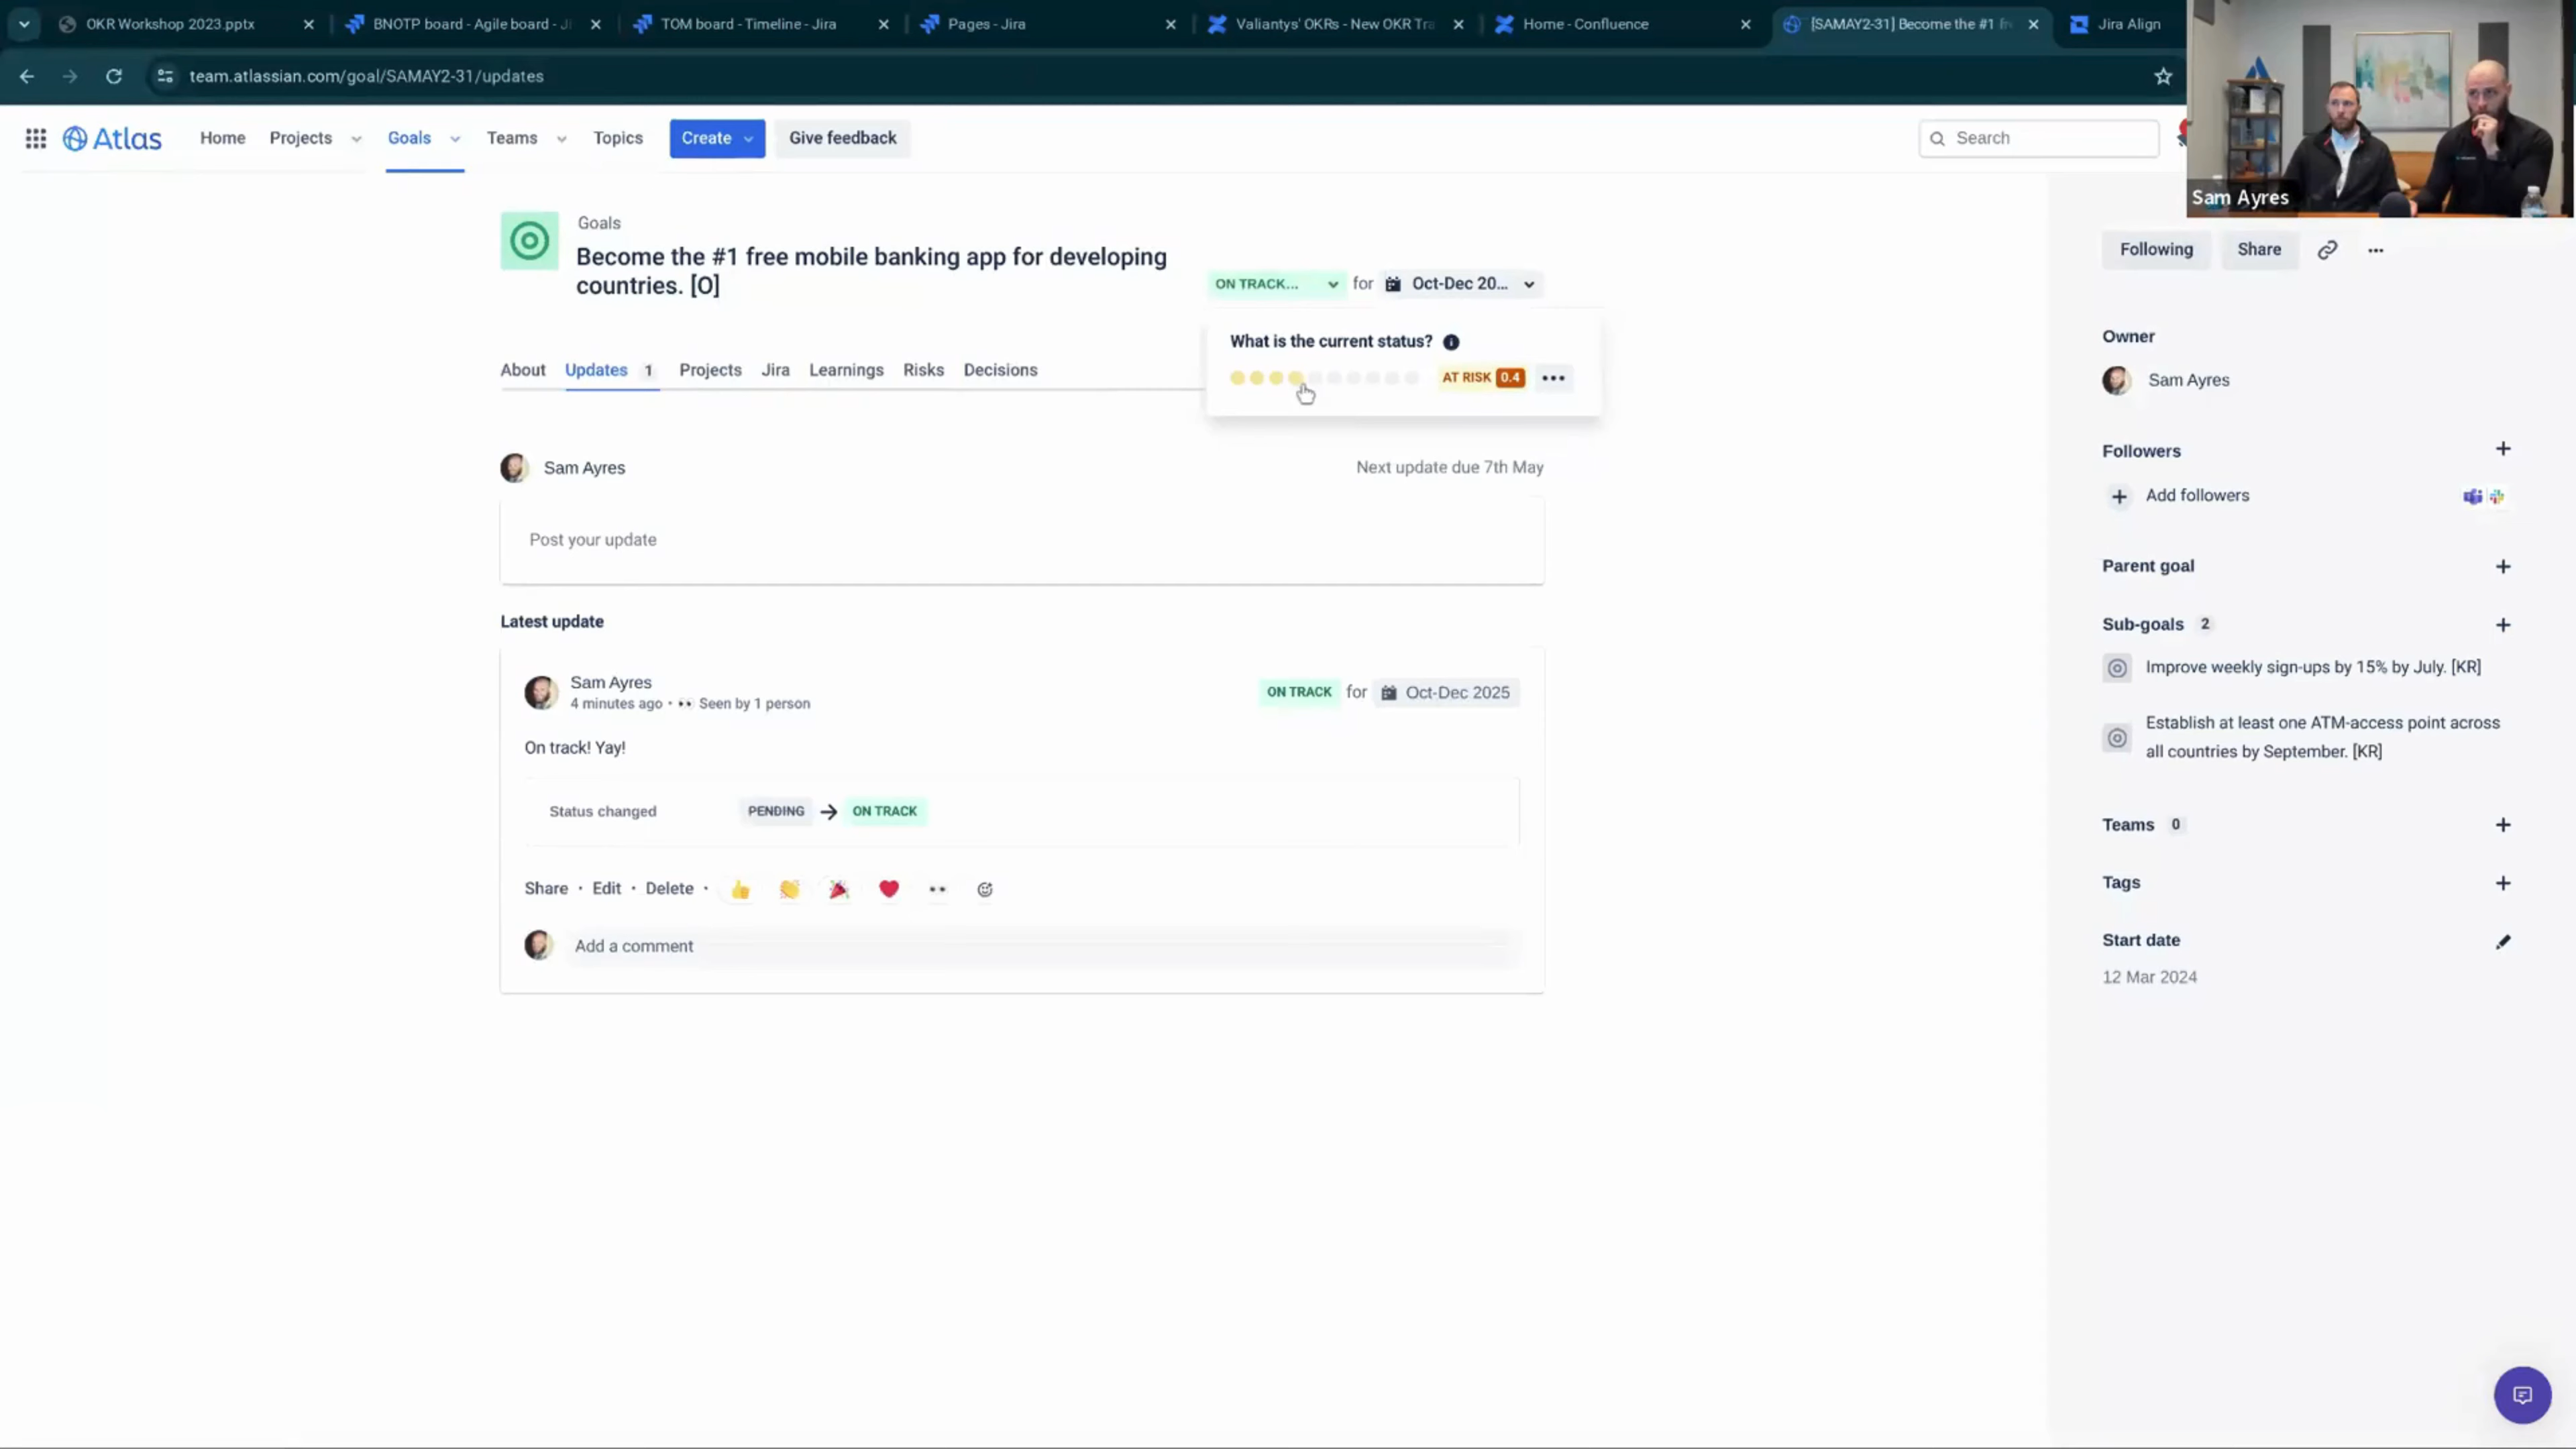 OKR Workshop 2023.pptx
BNOTP board - Agile board - Ji
TOM board - Timeline - Jira
Pages - Jira
Valiantys' OKRs - New OKR Tra
Home - Confluence
[SAMAY2-31] Become the #1 fr
Jira Align
team.atlassian.com/goal/SAMAY2-31/updates
Sam Ayres
Atlas
Home
Projects
Goals
Teams
Topics
Create
Give feedback
Search
Goals
Become the #1 free mobile banking app for developing
countries. [O]
ON TRACK... for Oct-Dec 20...
What is the current status?
AT RISK 0.4
About
Updates 1
Projects
Jira
Learnings
Risks
Decisions
Sam Ayres
Next update due 7th May
Post your update
Latest update
Sam Ayres
4 minutes ago • Seen by 1 person
ON TRACK for Oct-Dec 2025
On track! Yay!
Status changed PENDING → ON TRACK
Share · Edit · Delete ·
Add a comment
Following
Share
Owner
Sam Ayres
Followers
Add followers
Parent goal
Sub-goals 2
Improve weekly sign-ups by 15% by July. [KR]
Establish at least one ATM-access point across
all countries by September. [KR]
Teams 0
Tags
Start date
12 Mar 2024